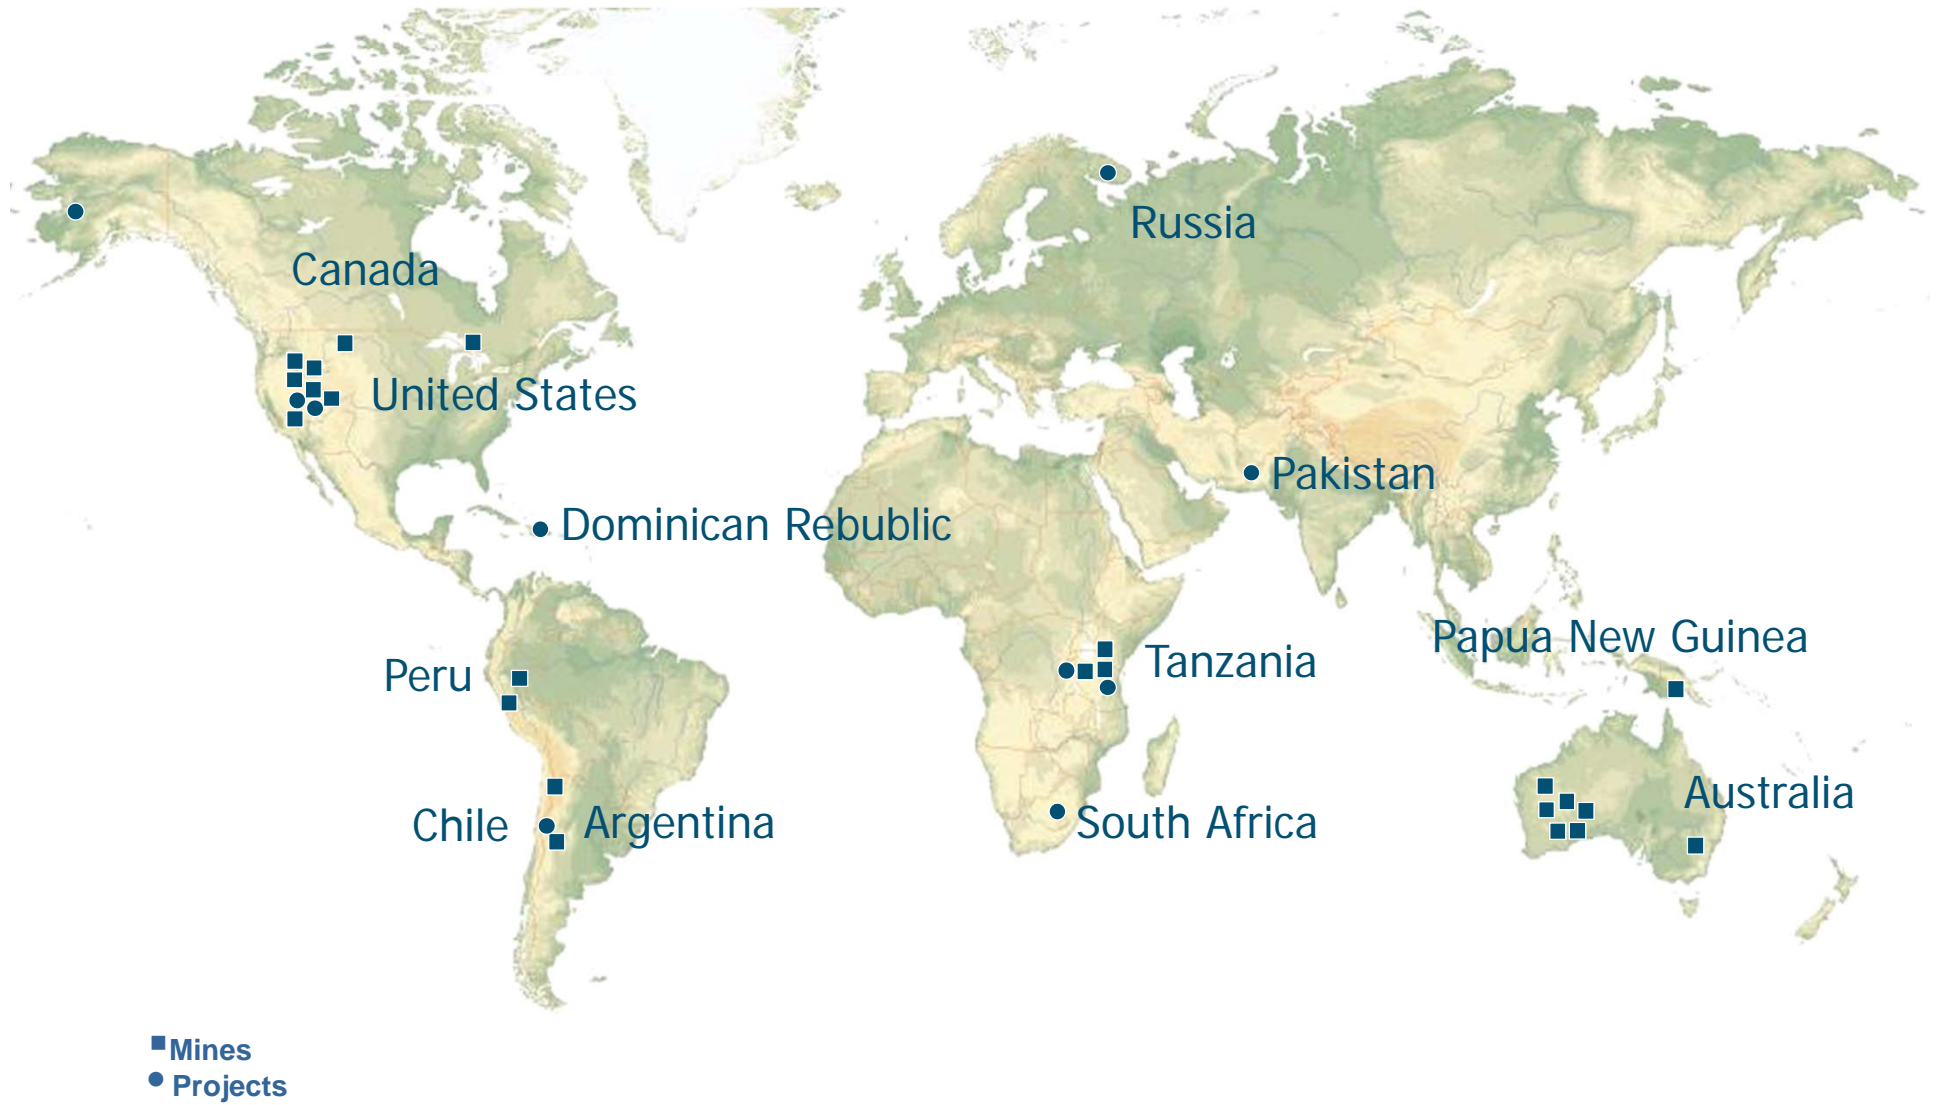 Russia
Canada
United States
Pakistan
Dominican Rebublic
Papua New Guinea
Tanzania
Peru
Australia
Chile
Argentina
South Africa
Mines
Projects